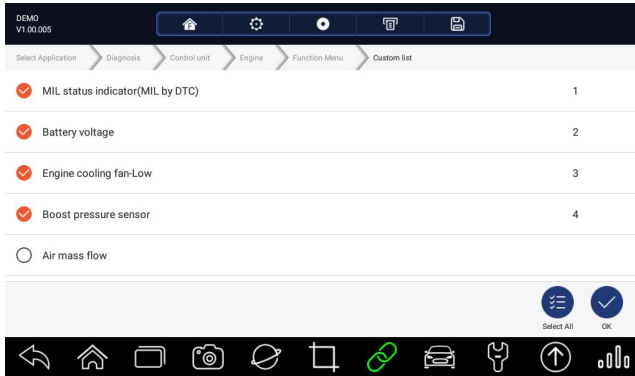 DEMO
V1.00.005
Select Application Diagnosis Control unit Engine Function Menu Custom list
MIL status indicator(MIL by DTC) 1
Battery voltage 2
Engine cooling fan-Low 3
Boost pressure sensor 4
Air mass flow
Select All OK